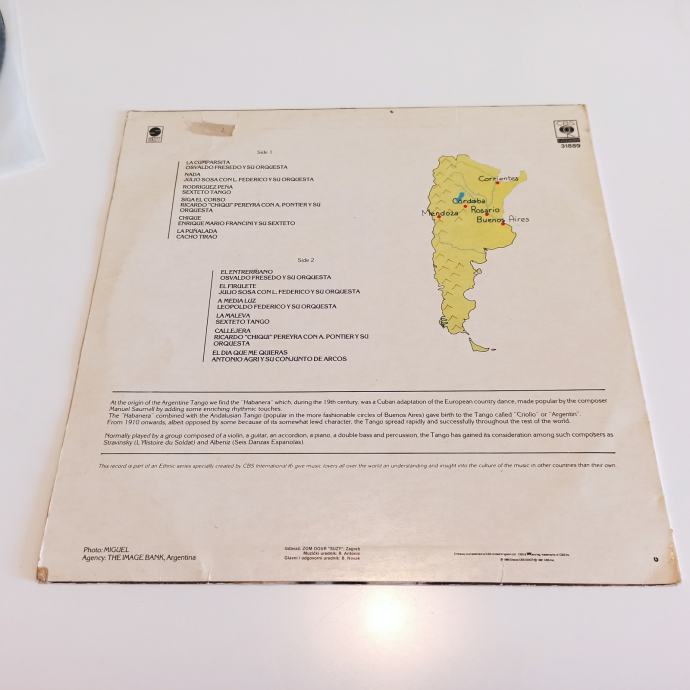 CBS
31889
Side 1
LA CUMPARSITA
OSVALDO FRESEDO Y SU ORQUESTA
NADA
JULIO SOSA CON L. FEDERICO Y SU ORQUESTA
RODRIGUEZ PEÑA
SEXTETO TANGO
SIGA EL CORSO
RICARDO "CHIQUI" PEREYRA CON A. PONTIER Y SU
ORQUESTA
CHIQUE
ENRIQUE MARIO FRANCINI Y SU SEXTETO
LA PUÑALADA
CACHO TIRAO
Side 2
EL ENTRERRIANO
OSVALDO FRESEDO Y SU ORQUESTA
EL FIRULETE
JULIO SOSA CON L. FEDERICO Y SU ORQUESTA
A MEDIA LUZ
LEOPOLDO FEDERICO Y SU ORQUESTA
LA MALEVA
SEXTETO TANGO
CALLEJERA
RICARDO "CHIQUI" PEREYRA CON A. PONTIER Y SU
ORQUESTA
EL DIA QUE ME QUIERAS
ANTONIO AGRI Y SU CONJUNTO DE ARCOS
Corrientes
Cordoba
Mendoza
Rosario
Buenos Aires
At the origin of the Argentine Tango we find the "Habanera" which, during the 19th century, was a Cuban adaptation of the European country dance, made popular by the composer
Manuel Saumell by adding some enriching rhythmic touches.
The "Habanera" combined with the Andalusian Tango (popular in the more fashionable circles of Buenos Aires) gave birth to the Tango called "Criollo" or "Argentin".
From 1910 onwards, albeit opposed by some because of its somewhat lewd character, the Tango spread rapidly and successfully throughout the rest of the world.
Normally played by a group composed of a violin, a guitar, an accordion, a piano, a double bass and percussion, the Tango has gained its consideration among such composers as
Stravinsky (L'Histoire du Soldat) and Albeniz (Seis Danzas Españolas).
This record is part of an Ethnic series specially created by CBS International to give music lovers all over the world an understanding and insight into the culture of the music in other countries than their own.
Photo: MIGUEL
Agency: THE IMAGE BANK, Argentina
Izdavač: ZOM OOUR "SUZY", Zagreb
Muzički urednik: B. Antonio
Glavni i odgovorni urednik: B. Novak